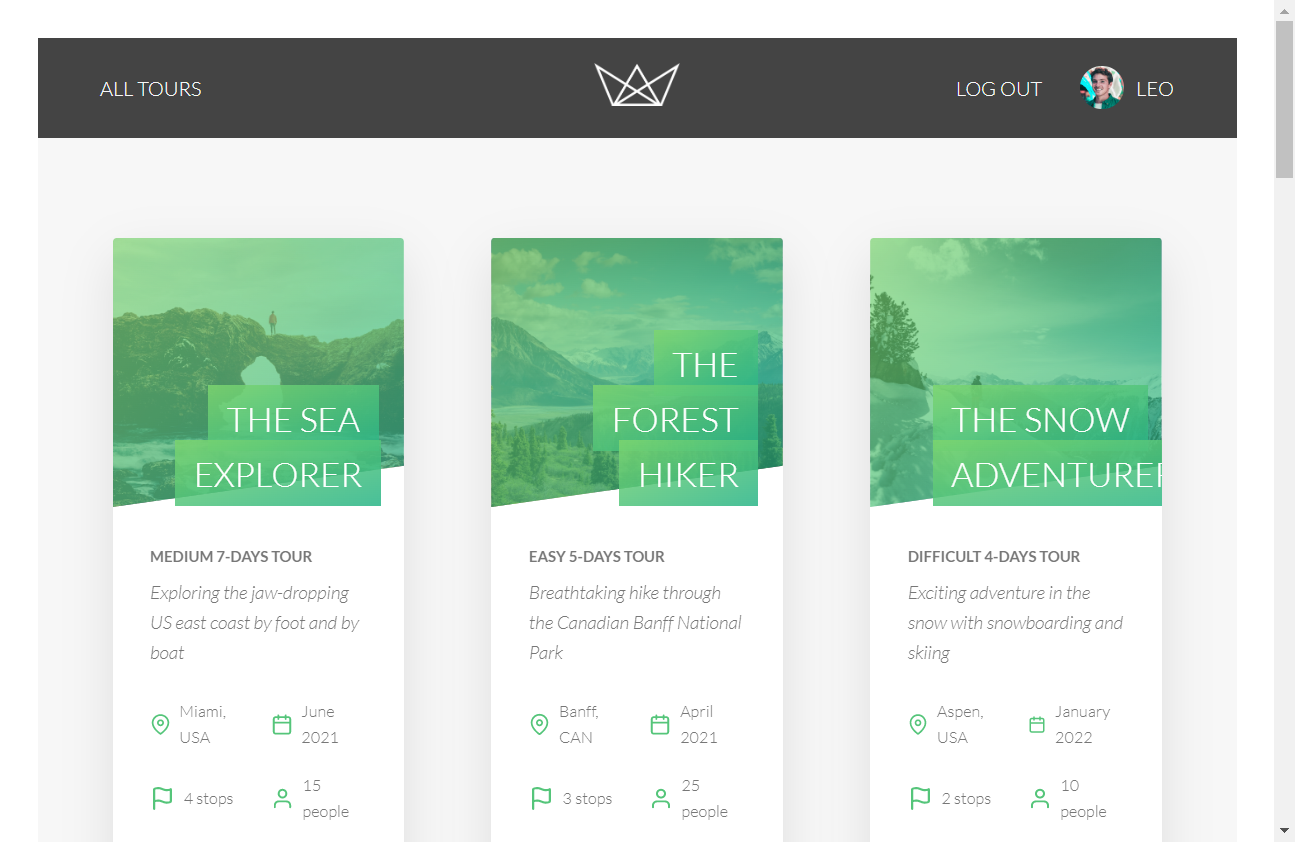 ALL TOURS
LOG OUT
LEO
THE SEA
EXPLORER
MEDIUM 7-DAYS TOUR
Exploring the jaw-dropping
US east coast by foot and by
boat
Miami,
USA
June
2021
4 stops
15
people
THE
FOREST
HIKER
EASY 5-DAYS TOUR
Breathtaking hike through
the Canadian Banff National
Park
Banff,
CAN
April
2021
3 stops
25
people
THE SNOW
ADVENTURER
DIFFICULT 4-DAYS TOUR
Exciting adventure in the
snow with snowboarding and
skiing
Aspen,
USA
January
2022
2 stops
10
people